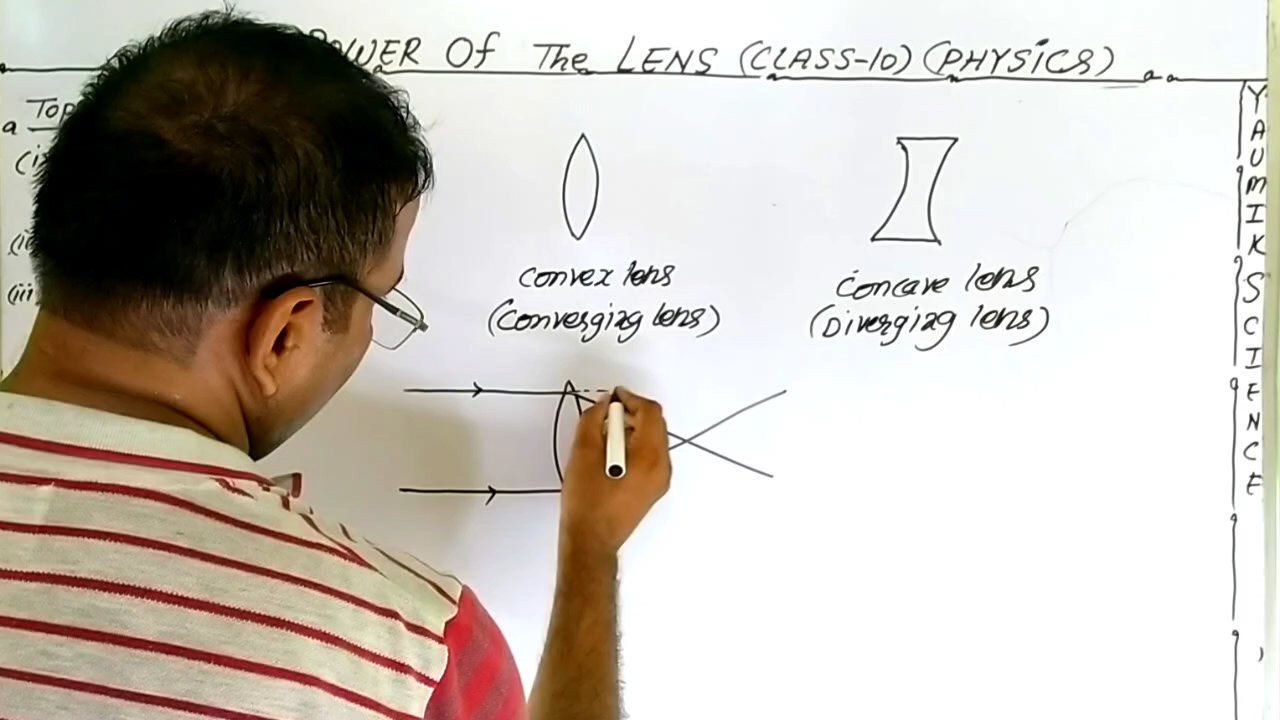 POWER Of The LENS (CLASS-10) (PHYSICS)
a Top
(i)
(ii
(iii
Convex lens
(Converging lens)
Concave lens
(Diverging lens)
YAUMIK SCIENCE